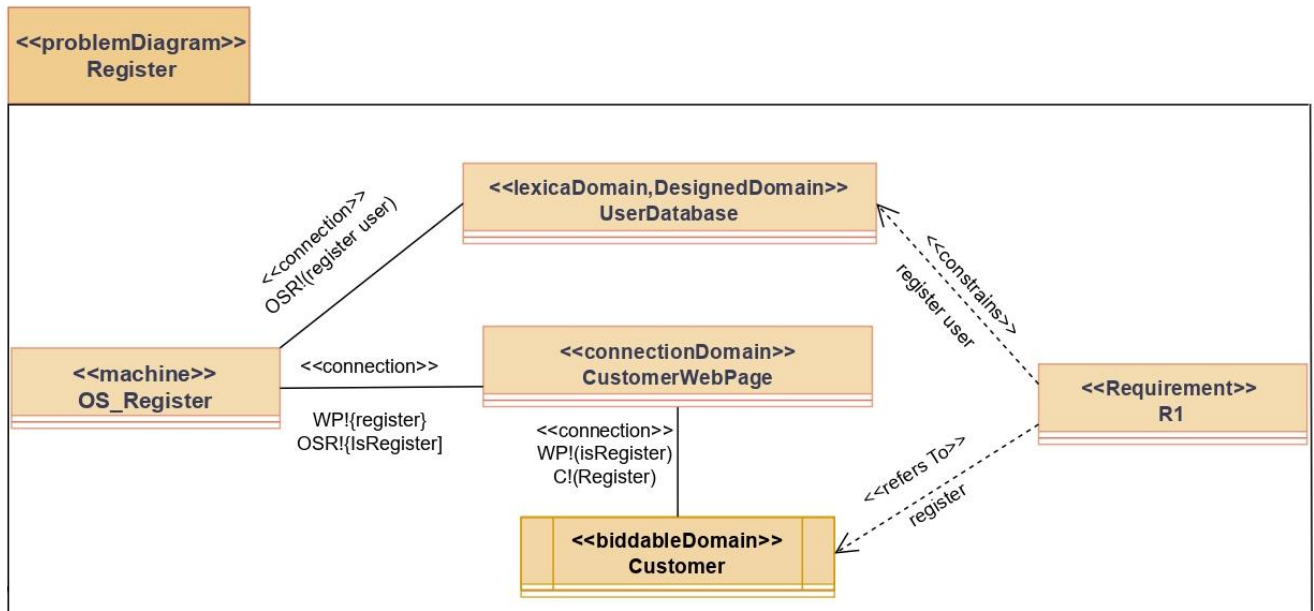 <<problemDiagram>>
Register
<<lexicaDomain,DesignedDomain>>
UserDatabase
<<connection>>
OSR!(register user)
<<constrains>>
register user
<<machine>>
OS_Register
<<connection>>
WP!{register}
OSR!{IsRegister]
<<connectionDomain>>
CustomerWebPage
<<Requirement>>
R1
<<connection>>
WP!(isRegister)
C!(Register)
<<refers To>>
register
<<biddableDomain>>
Customer